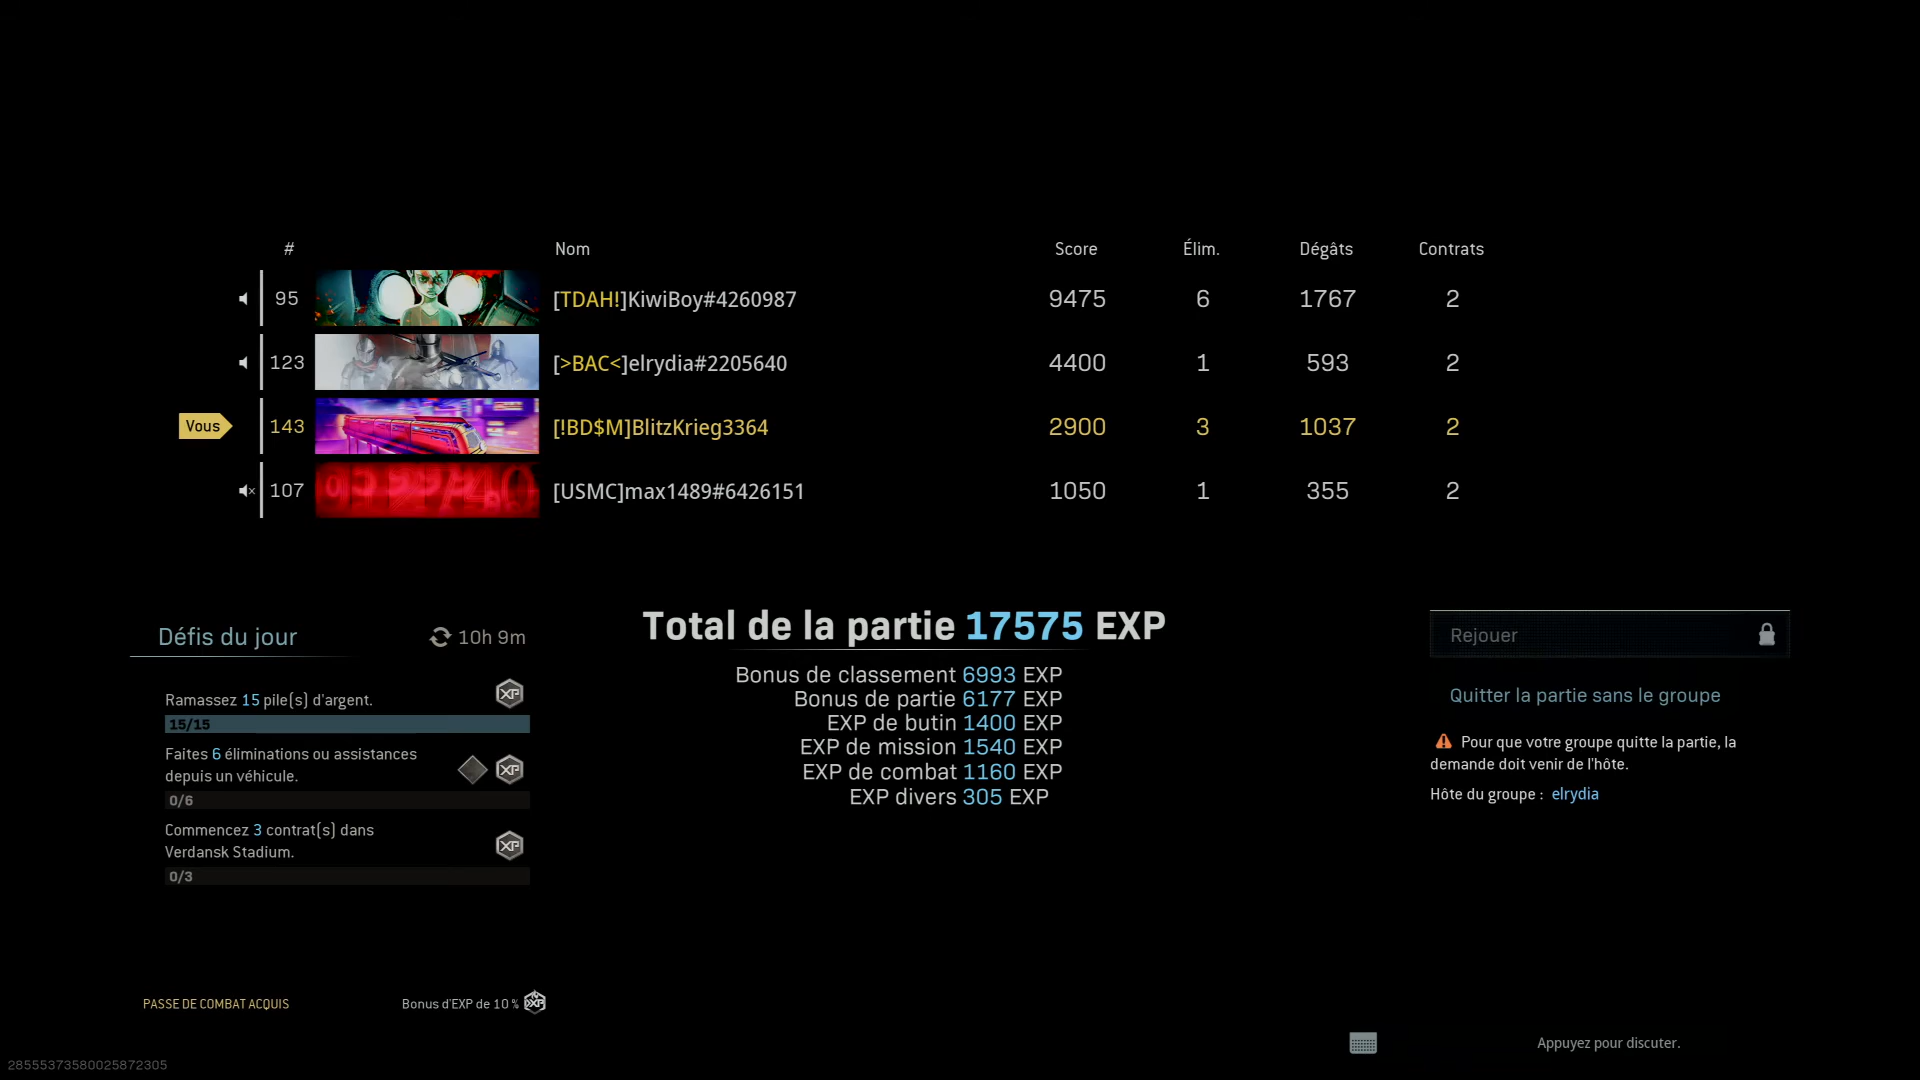 # Nom Score Élim. Dégâts Contrats
95 [TDAH!]KiwiBoy#4260987 9475 6 1767 2
123 [>BAC<]elrydia#2205640 4400 1 593 2
Vous 143 [!BD$M]BlitzKrieg3364 2900 3 1037 2
107 [USMC]max1489#6426151 1050 1 355 2
Défis du jour 10h 9m
Ramassez 15 pile(s) d'argent. XP
15/15
Faites 6 éliminations ou assistances
depuis un véhicule. XP
0/6
Commencez 3 contrat(s) dans
Verdansk Stadium. XP
0/3
Total de la partie 17575 EXP
Bonus de classement 6993 EXP
Bonus de partie 6177 EXP
EXP de butin 1400 EXP
EXP de mission 1540 EXP
EXP de combat 1160 EXP
EXP divers 305 EXP
Rejouer
Quitter la partie sans le groupe
Pour que votre groupe quitte la partie, la
demande doit venir de l'hôte.
Hôte du groupe : elrydia
PASSE DE COMBAT ACQUIS Bonus d'EXP de 10 %
Appuyez pour discuter.
28555373580025872305